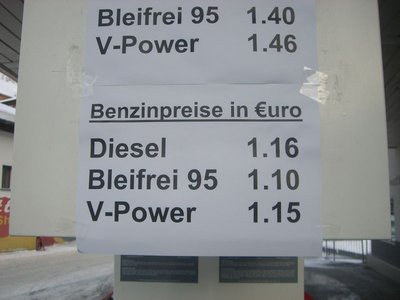 Bleifrei 95 1.40
V-Power 1.46
Benzinpreise in €uro
Diesel 1.16
Bleifrei 95 1.10
V-Power 1.15